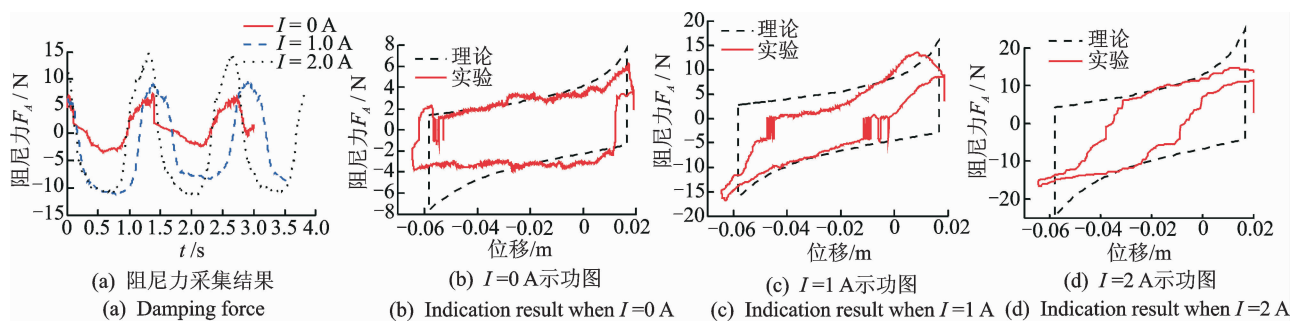 I = 0 A
I = 1.0 A
I = 2.0 A
阻尼力F_A / N
15
10
5
0
−5
−10
−15
0 0.5 1.0 1.5 2.0 2.5 3.0 3.5 4.0
t /s
(a) 阻尼力采集结果
(a) Damping force
理论
实验
阻尼力F_A / N
8
6
4
2
0
−2
−4
−6
−8
−0.06 −0.04 −0.02 0 0.02
位移/m
(b) I=0 A示功图
(b) Indication result when I=0 A
理论
实验
阻尼力F_A / N
20
15
10
5
0
−5
−10
−15
20
−0.06 −0.04 −0.02 0 0.02
位移/m
(c) I=1 A示功图
(c) Indication result when I=1 A
理论
实验
阻尼力F_A / N
20
10
0
−10
−20
−0.06 −0.04 −0.02 0 0.02
位移/m
(d) I=2 A示功图
(d) Indication result when I=2 A